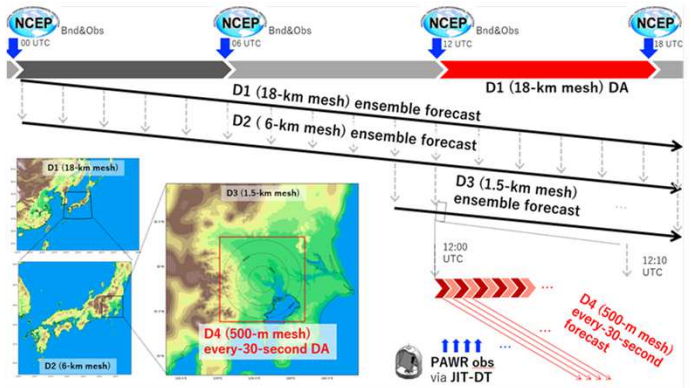 NCEP Bnd&Obs
NCEP Bnd&Obs
NCEP Bnd&Obs
NCEP
00 UTC
06 UTC
12 UTC
18 UTC
D1 (18-km mesh) DA
D1 (18-km mesh) ensemble forecast
D2 ( 6-km mesh) ensemble forecast
D3 (1.5-km mesh)
ensemble forecast
...
D1 (18-km mesh)
D3 (1.5-km mesh)
12:00
UTC
12:10
UTC
...
D4 (500-m mesh)
every-30-second
forecast
...
D4 (500-m mesh)
every-30-second DA
D2 (6-km mesh)
...
PAWR obs
via JIT-DT